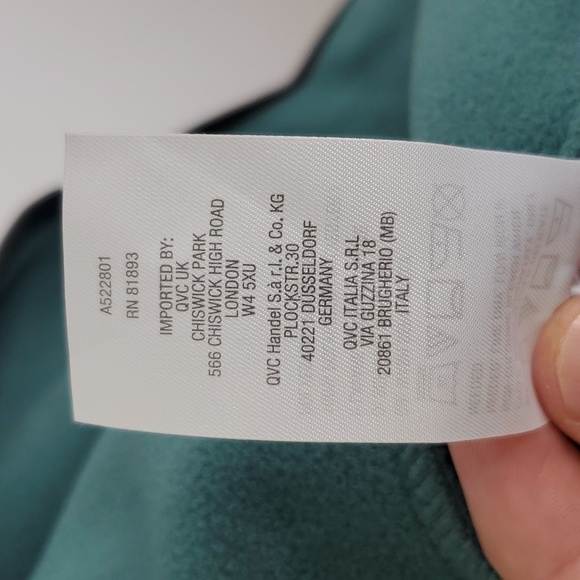 A522801
RN 81893
IMPORTED BY:
QVC UK
CHISWICK PARK
566 CHISWICK HIGH ROAD
LONDON
W4 5XU
QVC Handel S.à r.l. & Co. KG
PLOCKSTR.30
40221 DUSSELDORF
GERMANY
QVC ITALIA S.R.L
VIA GUZZINA 18
20861 BRUGHERIO (MB)
ITALY